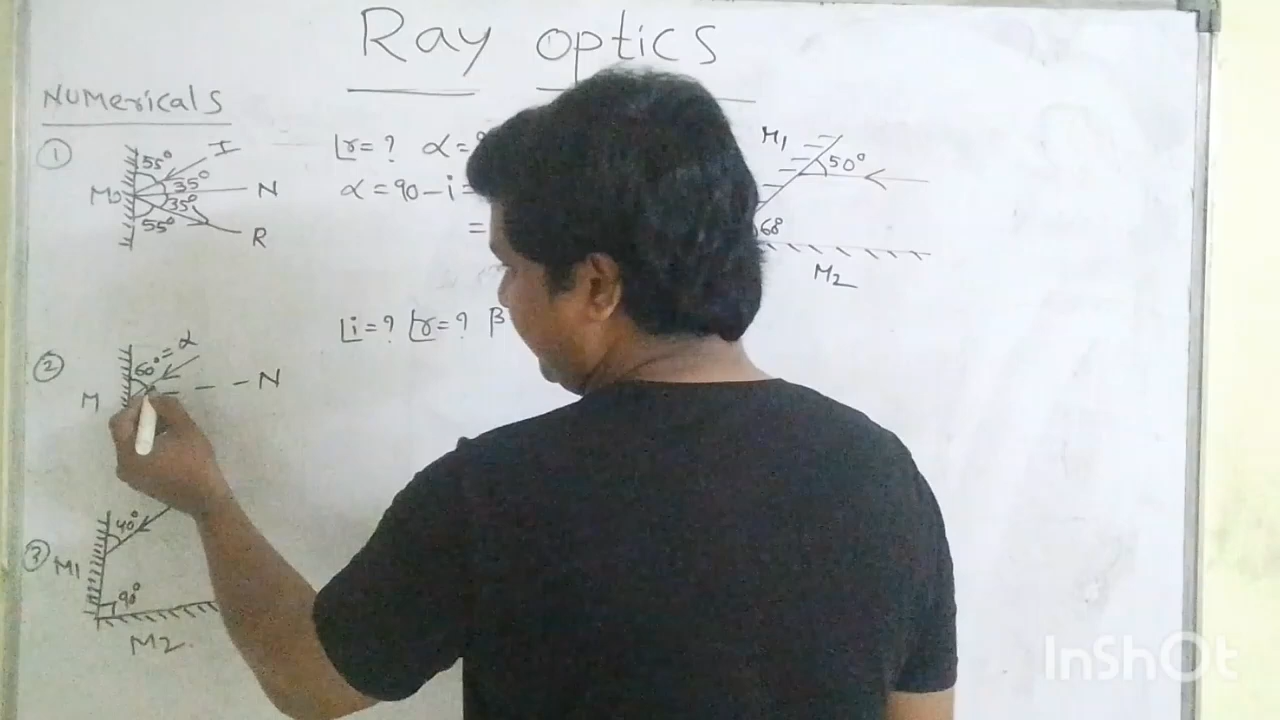 Ray optics
Numericals
①
55°
I
M
35°
N
35°
55°
R
∟r = ? α =
α = 90 - i =
=
M1
50°
60°
M2
②
60° = α
M
N
∟i = ? ∟r = ? β
③
40°
M1
90°
M2
InShOt